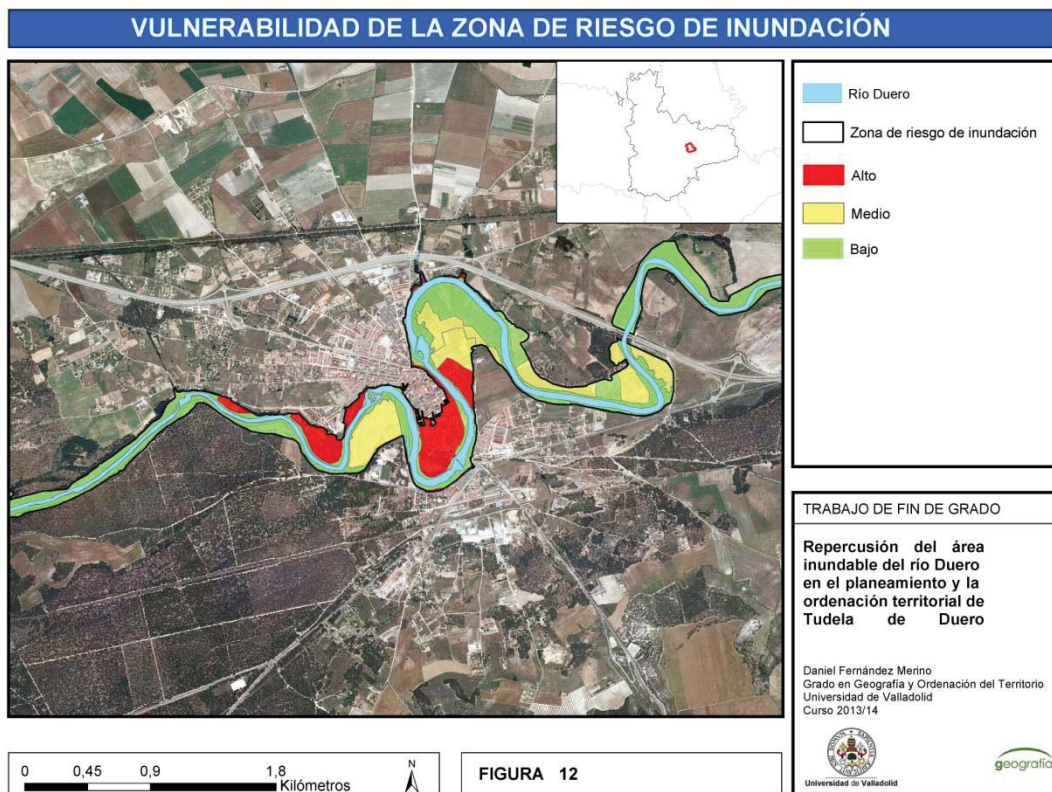 VULNERABILIDAD DE LA ZONA DE RIESGO DE INUNDACIÓN
Río Duero
Zona de riesgo de inundación
Alto
Medio
Bajo
TRABAJO DE FIN DE GRADO
Repercusión del área
inundable del río Duero
en el planeamiento y la
ordenación territorial de
Tudela de Duero
Daniel Fernández Merino
Grado en Geografía y Ordenación del Territorio
Universidad de Valladolid
Curso 2013/14
Universidad de Valladolid
geografía
0 0,45 0,9 1,8
Kilómetros
N
FIGURA 12